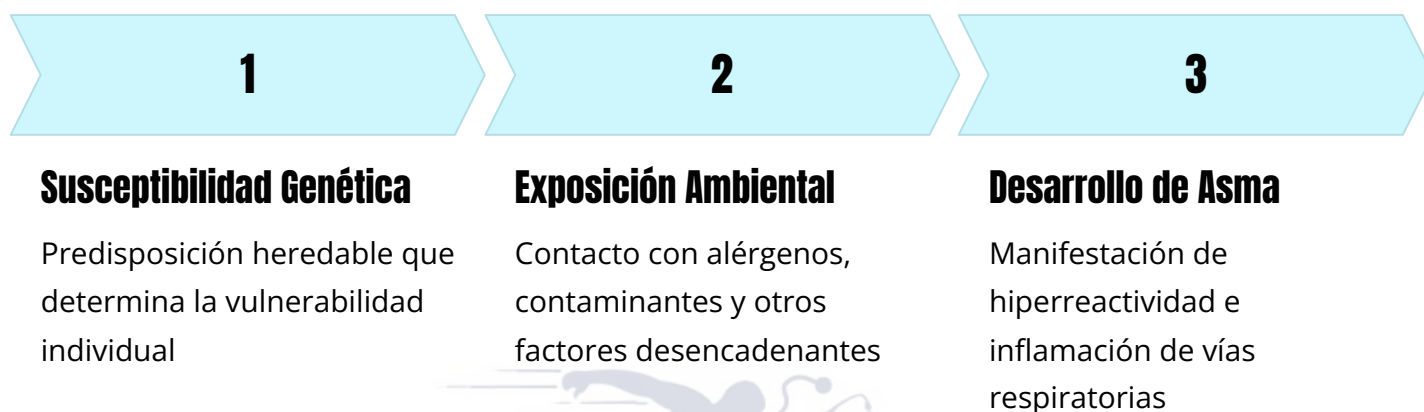 1
2
3
Susceptibilidad Genética
Predisposición heredable que
determina la vulnerabilidad
individual
Exposición Ambiental
Contacto con alérgenos,
contaminantes y otros
factores desencadenantes
Desarrollo de Asma
Manifestación de
hiperreactividad e
inflamación de vías
respiratorias